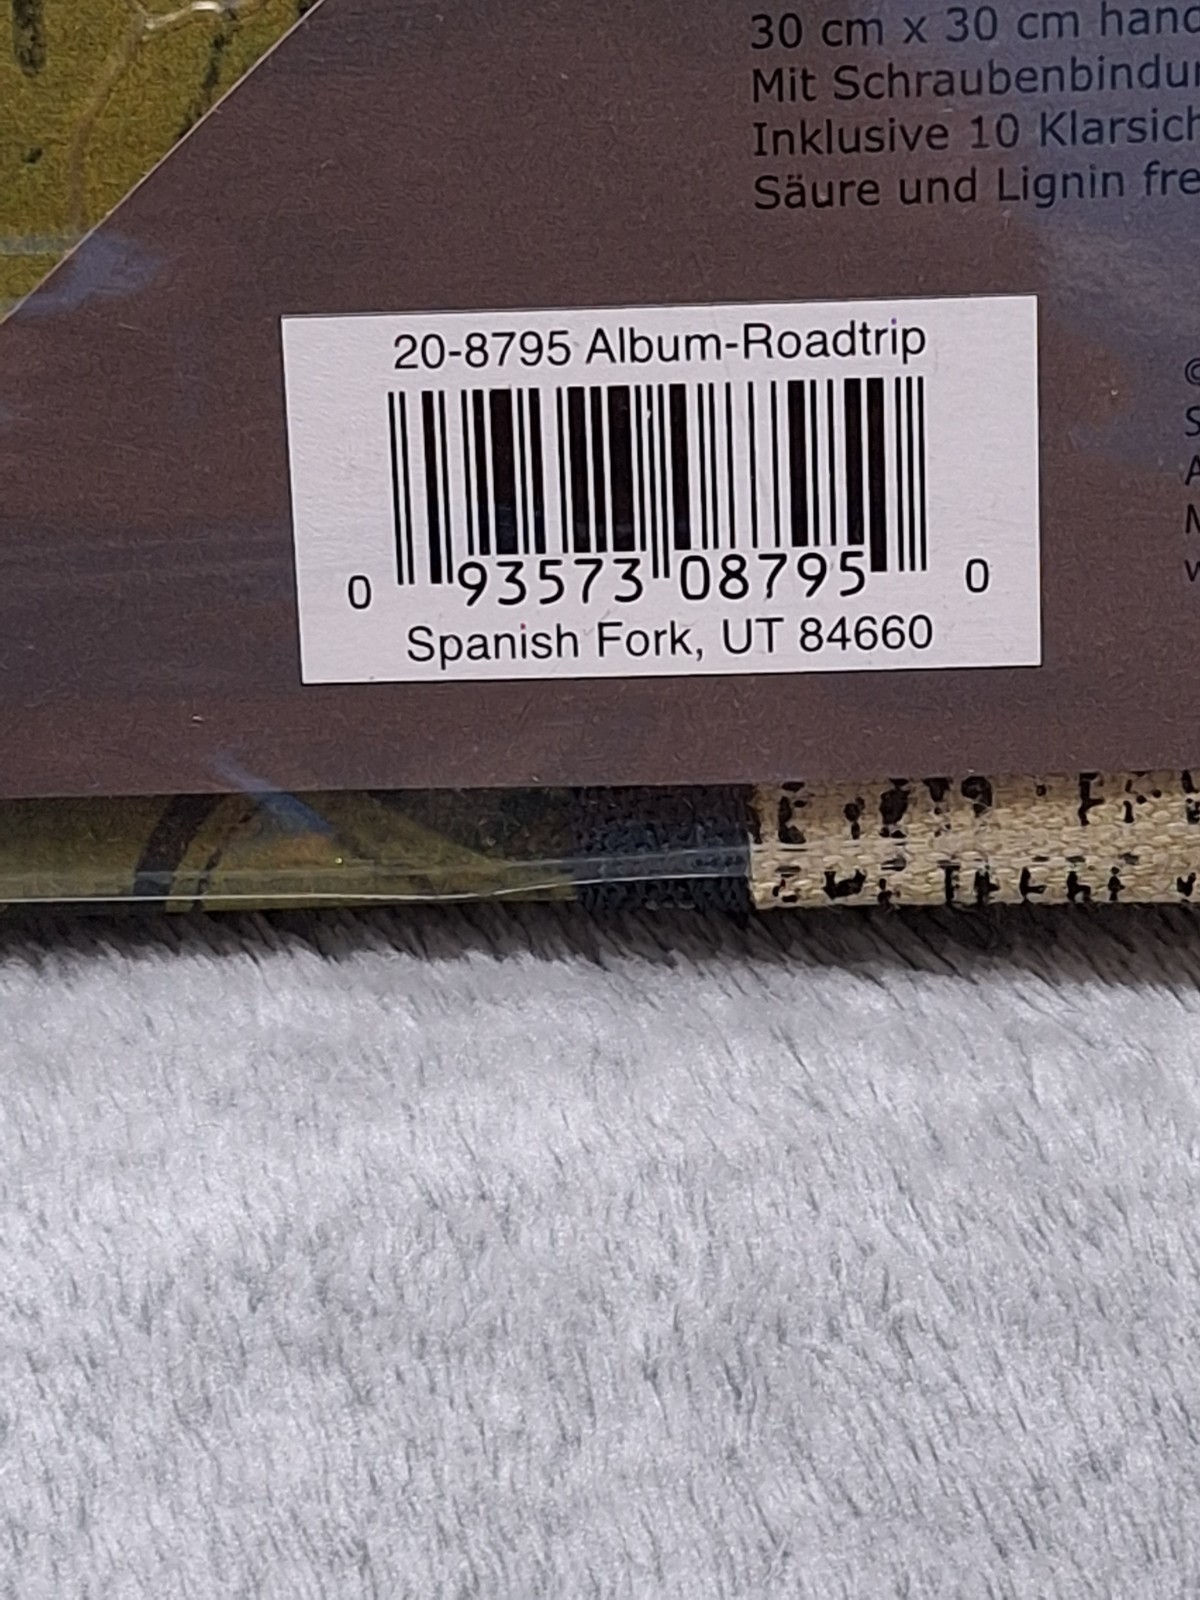 30 cm x 30 cm
Mit
Inklusive 10
Säure und Lignin
20-8795 Album-Roadtrip
0 93573 08795 0
Spanish Fork, UT 84660